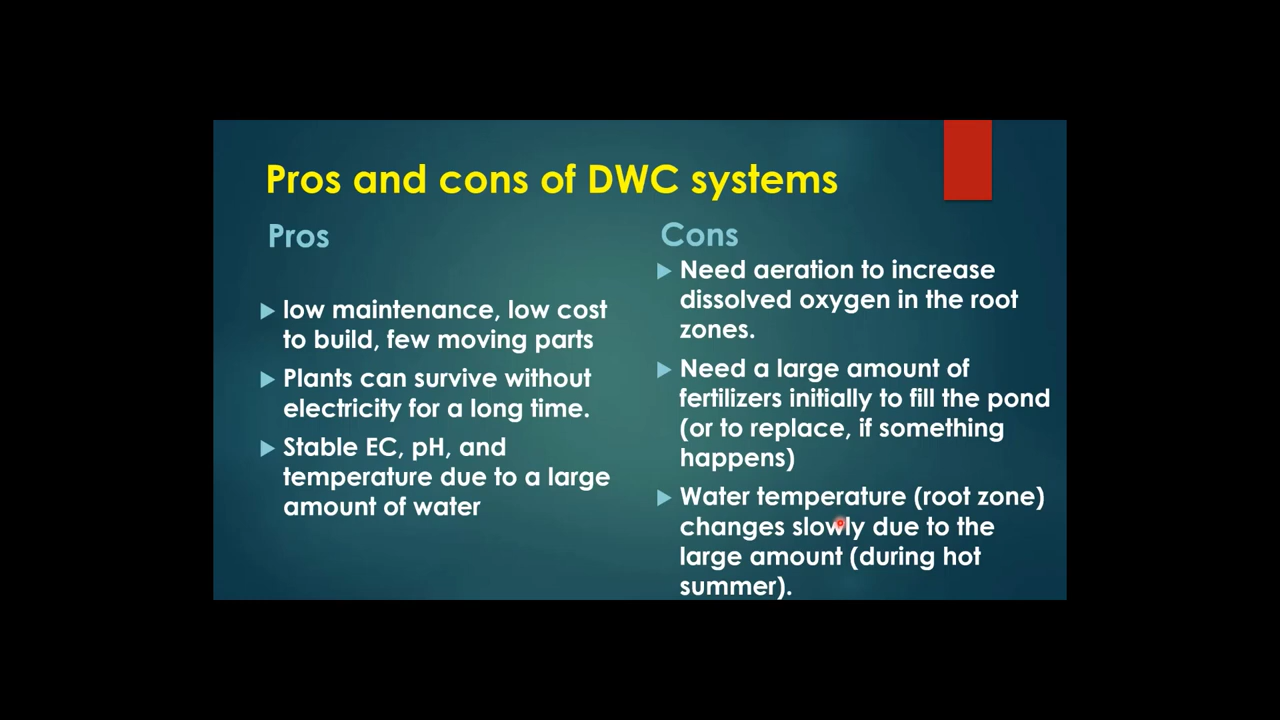 Pros and cons of DWC systems
Pros
low maintenance, low cost
to build, few moving parts
Plants can survive without
electricity for a long time.
Stable EC, pH, and
temperature due to a large
amount of water
Cons
Need aeration to increase
dissolved oxygen in the root
zones.
Need a large amount of
fertilizers initially to fill the pond
(or to replace, if something
happens)
Water temperature (root zone)
changes slowly due to the
large amount (during hot
summer).